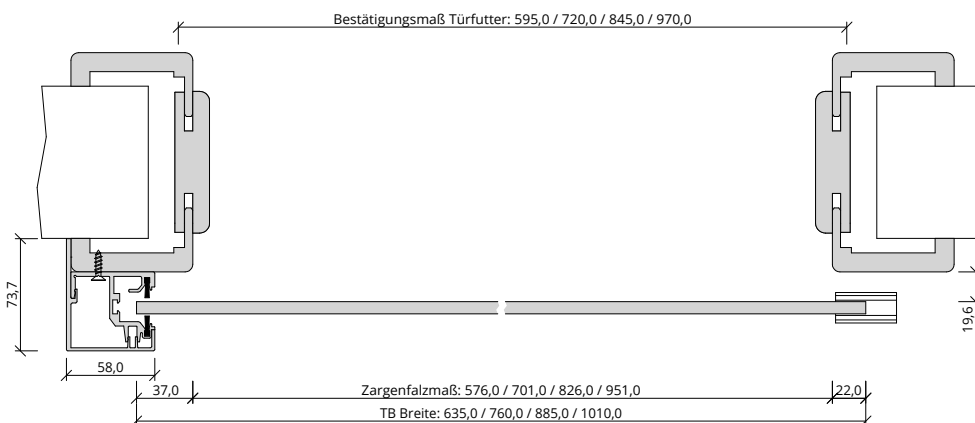 Bestätigungsmaß Türfutter: 595,0 / 720,0 / 845,0 / 970,0
73,7
19,6
58,0
37,0 Zargenfalzmaß: 576,0 / 701,0 / 826,0 / 951,0 22,0
TB Breite: 635,0 / 760,0 / 885,0 / 1010,0